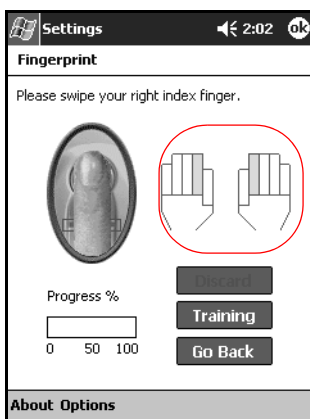 Settings 2:02 ok
Fingerprint
Please swipe your right index finger.
Discard
Progress %
Training
0 50 100
Go Back
About Options